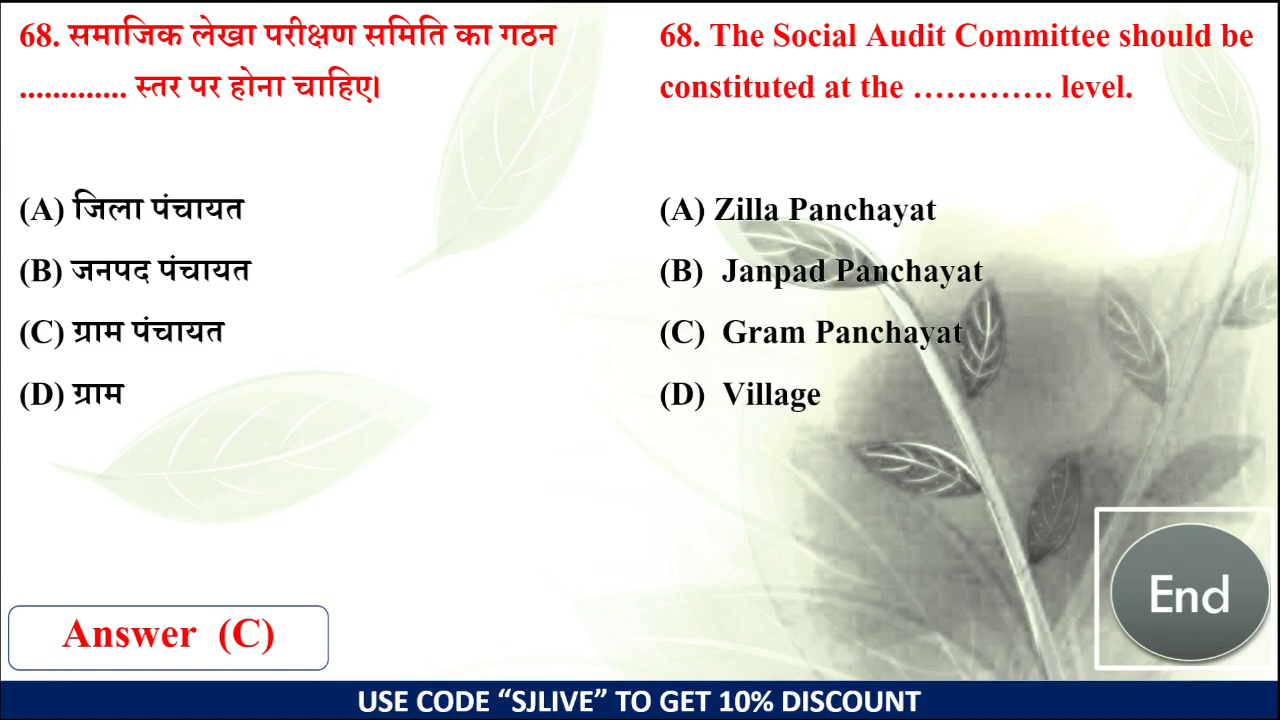 68. समाजिक लेखा परीक्षण समिति का गठन
............. स्तर पर होना चाहिए।
(A) जिला पंचायत
(B) जनपद पंचायत
(C) ग्राम पंचायत
(D) ग्राम
68. The Social Audit Committee should be
constituted at the …………. level.
(A) Zilla Panchayat
(B) Janpad Panchayat
(C) Gram Panchayat
(D) Village
Answer (C)
End
USE CODE “SJLIVE” TO GET 10% DISCOUNT